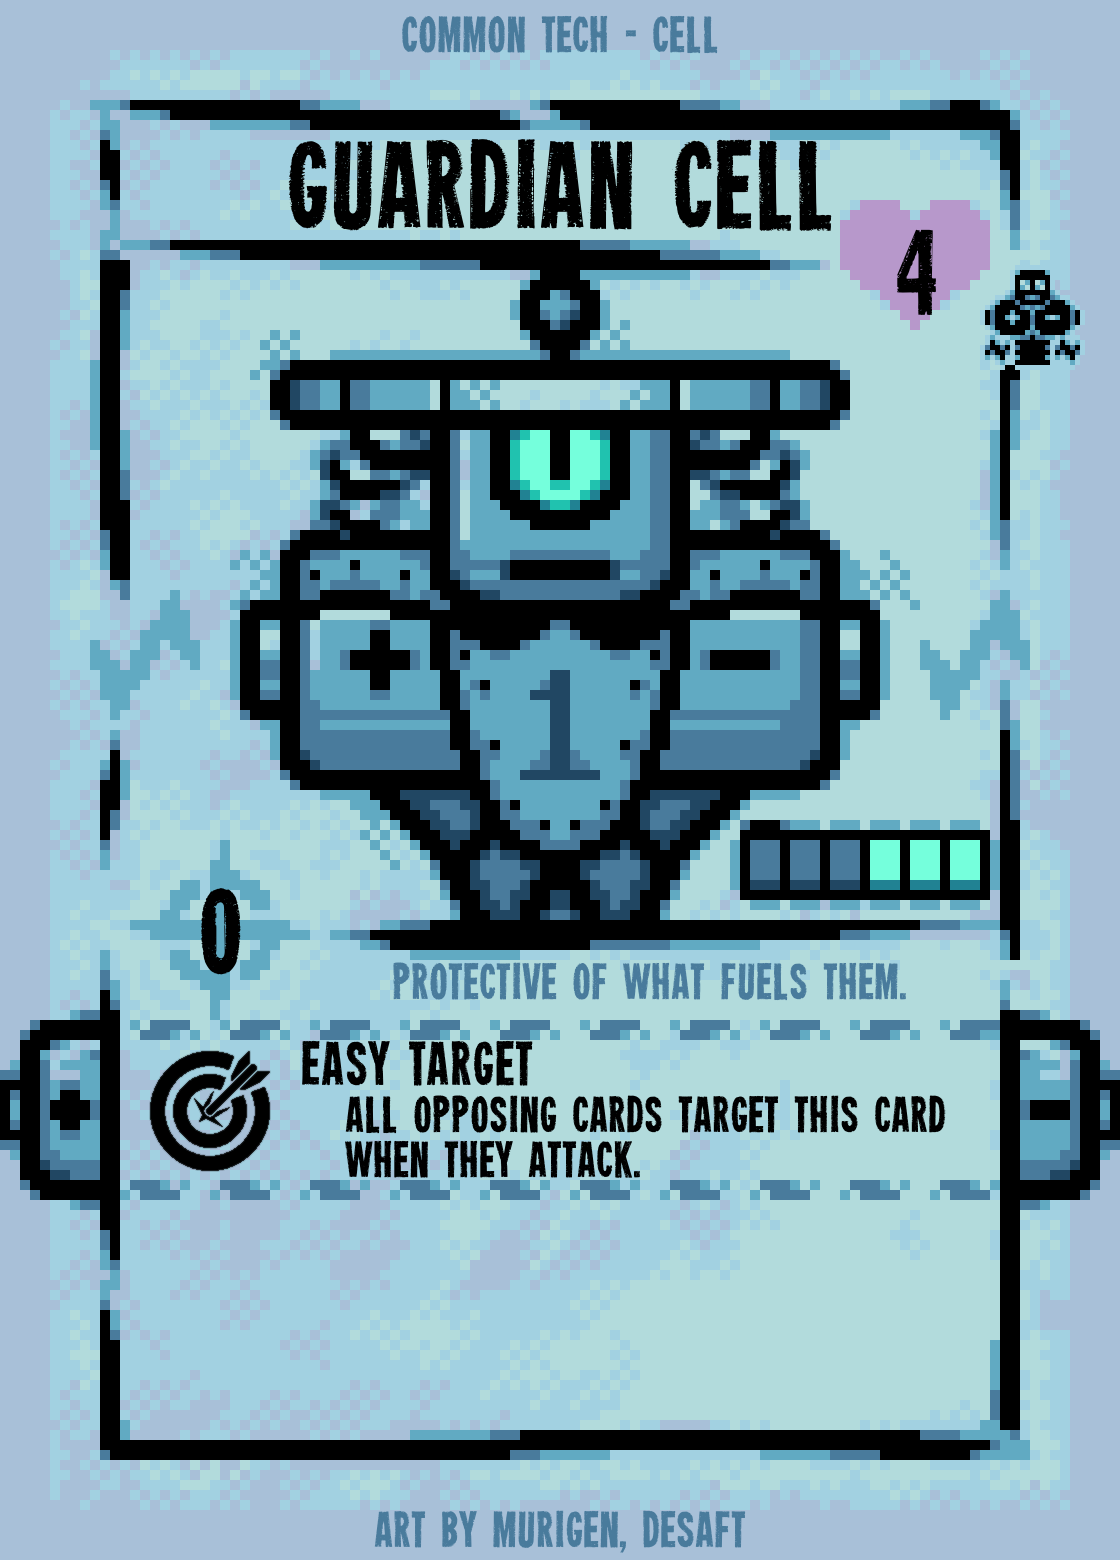 COMMON TECH - CELL
GUARDIAN CELL
4
+ -
1
0
PROTECTIVE OF WHAT FUELS THEM.
EASY TARGET
ALL OPPOSING CARDS TARGET THIS CARD
WHEN THEY ATTACK.
+ -
ART BY MURIGEN, DESAFT